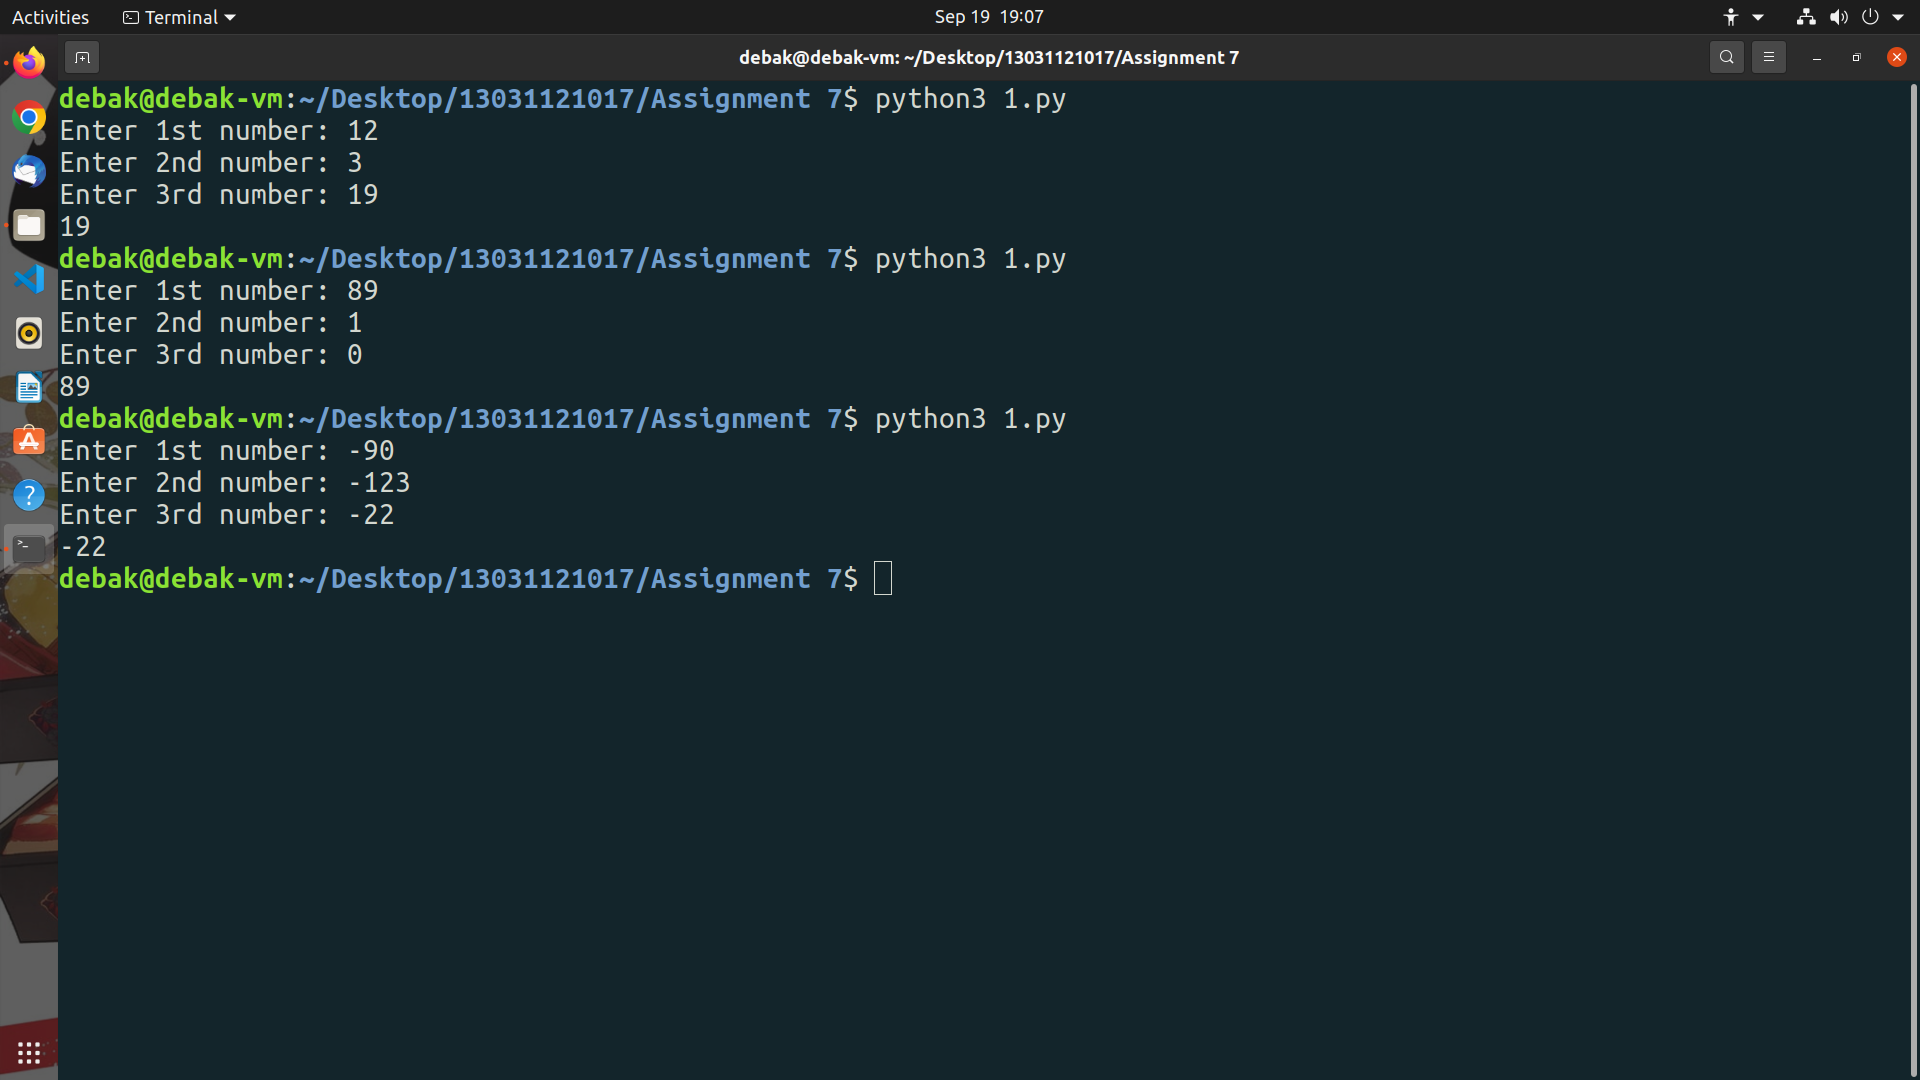 Activities Terminal Sep 19 19:07
debak@debak-vm: ~/Desktop/13031121017/Assignment 7
debak@debak-vm:~/Desktop/13031121017/Assignment 7$ python3 1.py
Enter 1st number: 12
Enter 2nd number: 3
Enter 3rd number: 19
19
debak@debak-vm:~/Desktop/13031121017/Assignment 7$ python3 1.py
Enter 1st number: 89
Enter 2nd number: 1
Enter 3rd number: 0
89
debak@debak-vm:~/Desktop/13031121017/Assignment 7$ python3 1.py
Enter 1st number: -90
Enter 2nd number: -123
Enter 3rd number: -22
-22
debak@debak-vm:~/Desktop/13031121017/Assignment 7$